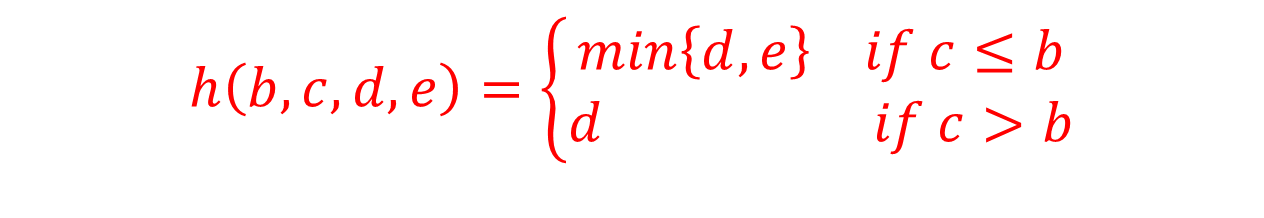 h(b, c, d, e) = { min{d, e} if c ≤ b
d if c > b